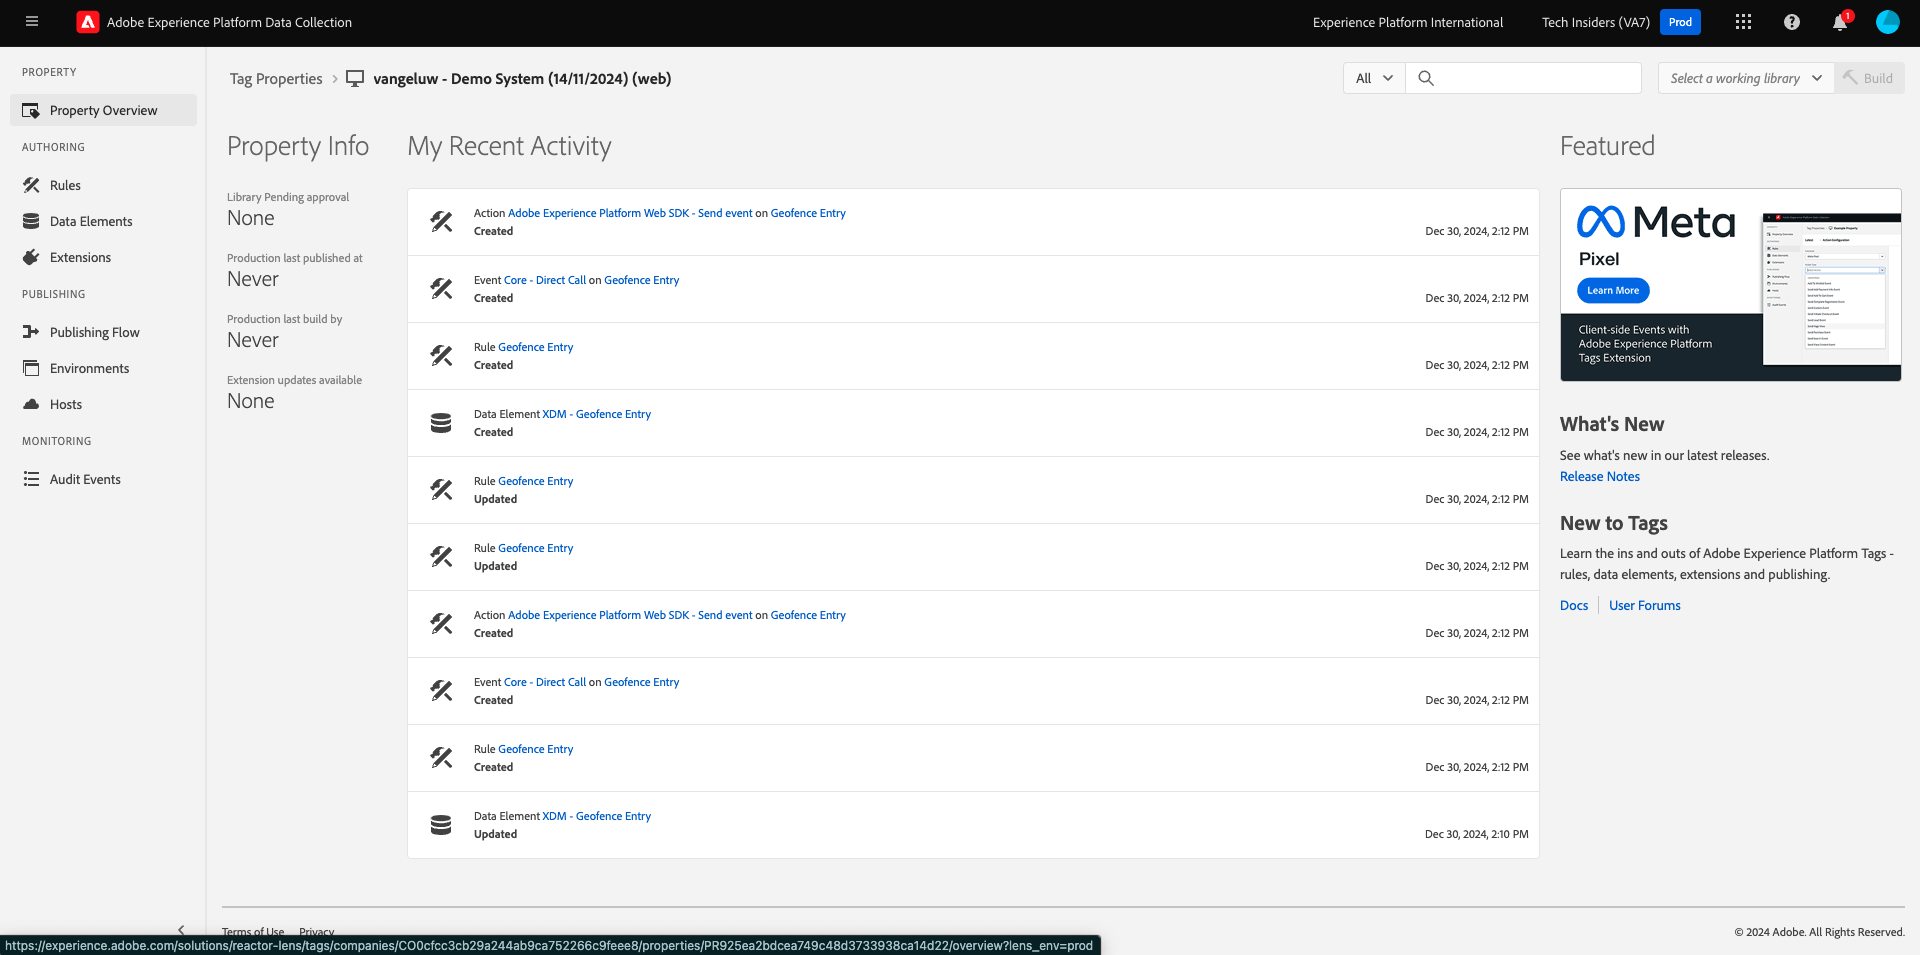 Adobe Experience Platform Data Collection
Experience Platform International
Tech Insiders (VA7)
Prod
1
PROPERTY
Property Overview
AUTHORING
Rules
Data Elements
Extensions
PUBLISHING
Publishing Flow
Environments
Hosts
MONITORING
Audit Events
Tag Properties
vangeluw - Demo System (14/11/2024) (web)
All
Select a working library
Build
Property Info
Library Pending approval
None
Production last published at
Never
Production last build by
Never
Extension updates available
None
My Recent Activity
Action Adobe Experience Platform Web SDK - Send event on Geofence Entry
Created
Dec 30, 2024, 2:12 PM
Event Core - Direct Call on Geofence Entry
Created
Dec 30, 2024, 2:12 PM
Rule Geofence Entry
Created
Dec 30, 2024, 2:12 PM
Data Element XDM - Geofence Entry
Created
Dec 30, 2024, 2:12 PM
Rule Geofence Entry
Updated
Dec 30, 2024, 2:12 PM
Rule Geofence Entry
Updated
Dec 30, 2024, 2:12 PM
Action Adobe Experience Platform Web SDK - Send event on Geofence Entry
Created
Dec 30, 2024, 2:12 PM
Event Core - Direct Call on Geofence Entry
Created
Dec 30, 2024, 2:12 PM
Rule Geofence Entry
Created
Dec 30, 2024, 2:12 PM
Data Element XDM - Geofence Entry
Updated
Dec 30, 2024, 2:10 PM
Featured
Meta
Pixel
Learn More
Client-side Events with
Adobe Experience Platform
Tags Extension
What's New
See what's new in our latest releases.
Release Notes
New to Tags
Learn the ins and outs of Adobe Experience Platform Tags -
rules, data elements, extensions and publishing.
Docs
User Forums
Terms of Use
Privacy
© 2024 Adobe. All Rights Reserved.
https://experience.adobe.com/solutions/reactor-lens/tags/companies/CO0cfcc3cb29a244ab9ca752266c9feee8/properties/PR925ea2bdcea749c48d3733938ca14d22/overview?lens_env=prod